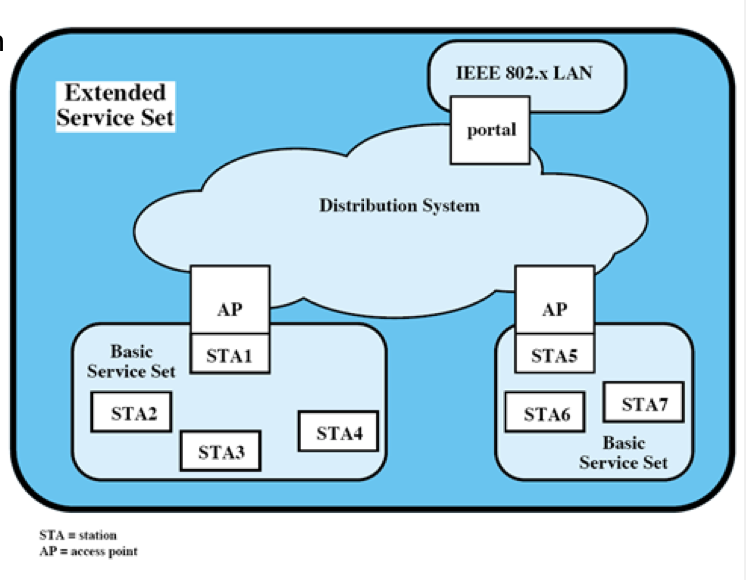 IEEE 802.x LAN
Extended
Service Set
portal
Distribution System
AP
AP
Basic
Service Set
STA1
STA5
STA2
STA3
STA4
STA6
STA7
Basic
Service Set
STA = station
AP = access point